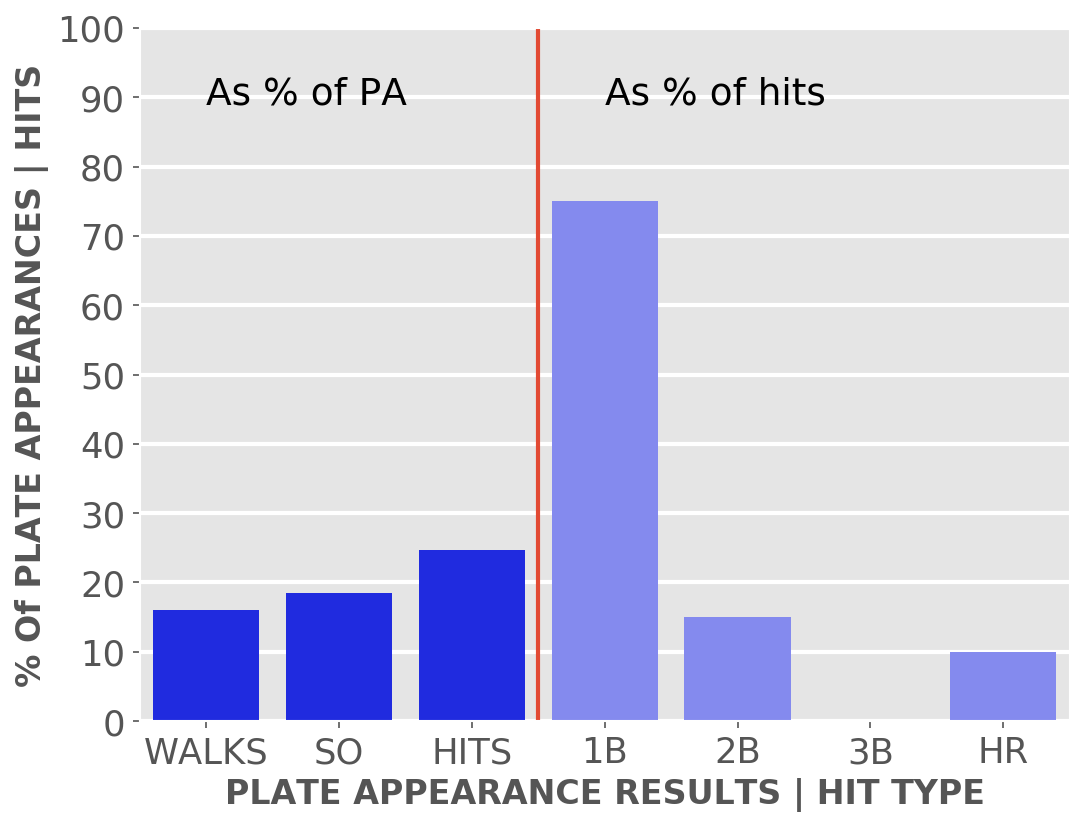 % Of PLATE APPEARANCES | HITS
100
90
80
70
60
50
40
30
20
10
0
As % of PA
As % of hits
WALKS SO HITS 1B 2B 3B HR
PLATE APPEARANCE RESULTS | HIT TYPE